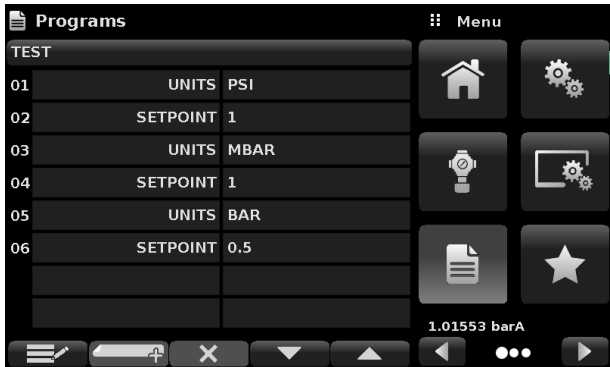 Programs
Menu
TEST
01 UNITS PSI
02 SETPOINT 1
03 UNITS MBAR
04 SETPOINT 1
05 UNITS BAR
06 SETPOINT 0.5
1.01553 barA